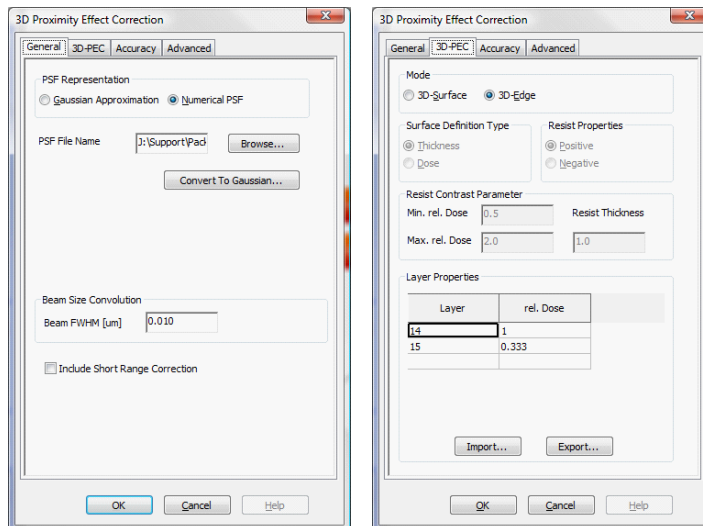 3D Proximity Effect Correction
General 3D-PEC Accuracy Advanced
PSF Representation
Gaussian Approximation Numerical PSF
PSF File Name J:\Support\Pack Browse...
Convert To Gaussian...
Beam Size Convolution
Beam FWHM [um] 0.010
Include Short Range Correction
OK Cancel Help
3D Proximity Effect Correction
General 3D-PEC Accuracy Advanced
Mode
3D-Surface 3D-Edge
Surface Definition Type
Thickness
Dose
Resist Properties
Positive
Negative
Resist Contrast Parameter
Min. rel. Dose 0.5 Resist Thickness
Max. rel. Dose 2.0 1.0
Layer Properties
Layer rel. Dose
14 1
15 0.333
Import... Export...
OK Cancel Help